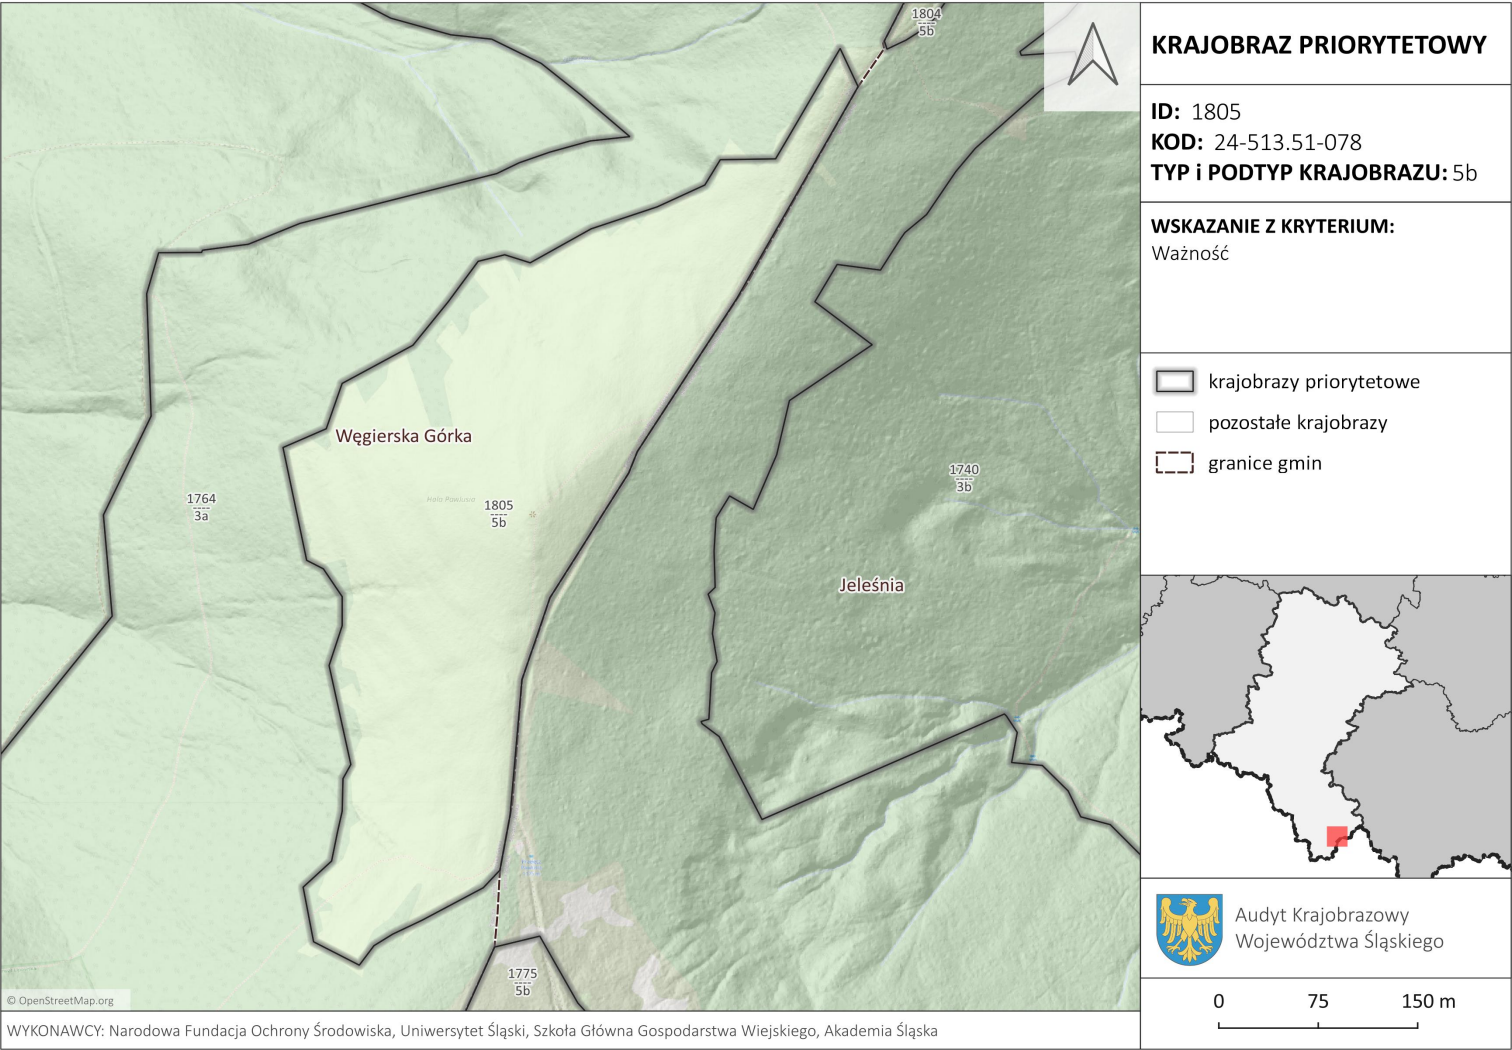 1804
5b
KRAJOBRAZ PRIORYTETOWY
ID: 1805
KOD: 24-513.51-078
TYP i PODTYP KRAJOBRAZU: 5b
WSKAZANIE Z KRYTERIUM:
Ważność
krajobrazy priorytetowe
pozostałe krajobrazy
granice gmin
Węgierska Górka
1764
3a
1805
5b
1740
3b
Jeleśnia
1775
5b
© OpenStreetMap.org
Audyt Krajobrazowy
Województwa Śląskiego
0 75 150 m
WYKONAWCY: Narodowa Fundacja Ochrony Środowiska, Uniwersytet Śląski, Szkoła Główna Gospodarstwa Wiejskiego, Akademia Śląska